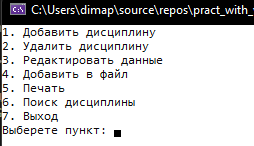 C:\Users\dimap\source\repos\pract_with_
1. Добавить дисциплину
2. Удалить дисциплину
3. Редактировать данные
4. Добавить в файл
5. Печать
6. Поиск дисциплины
7. Выход
Выберете пункт: